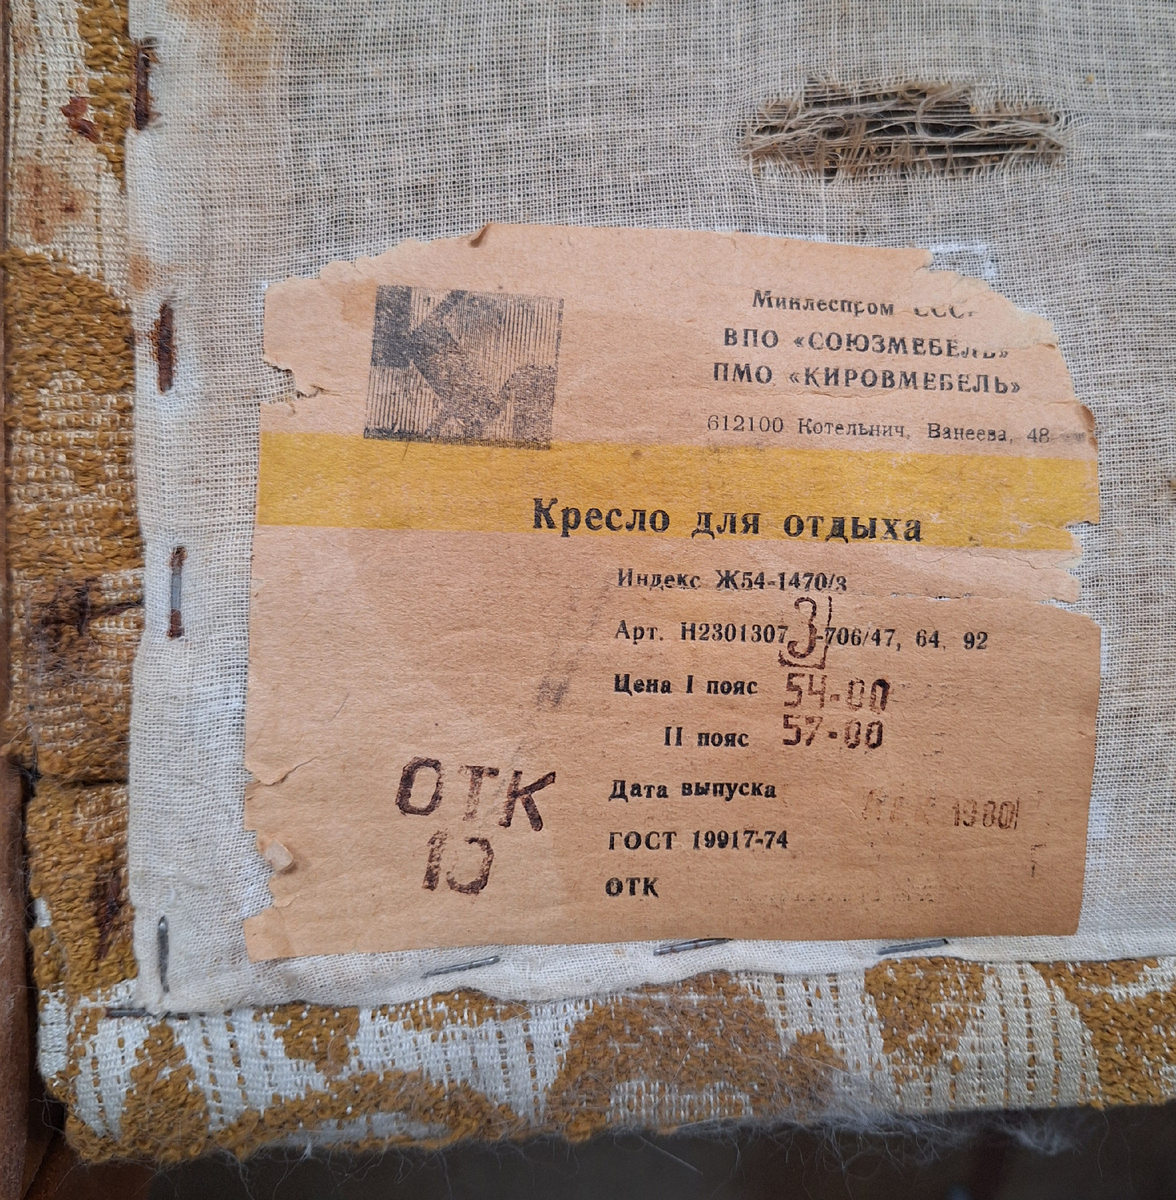 Минлеспром СССР
ВПО «СОЮЗМЕБЕЛЬ»
ПМО «КИРОВМЕБЕЛЬ»
612100 Котельнич, Ванеева, 48
Кресло для отдыха
Индекс Ж54-1470/3
Арт. Н2301307 3 -706/47, 64, 92
Цена I пояс 54-00
II пояс 57-00
Дата выпуска 1980
ГОСТ 19917-74
ОТК
ОТК
10